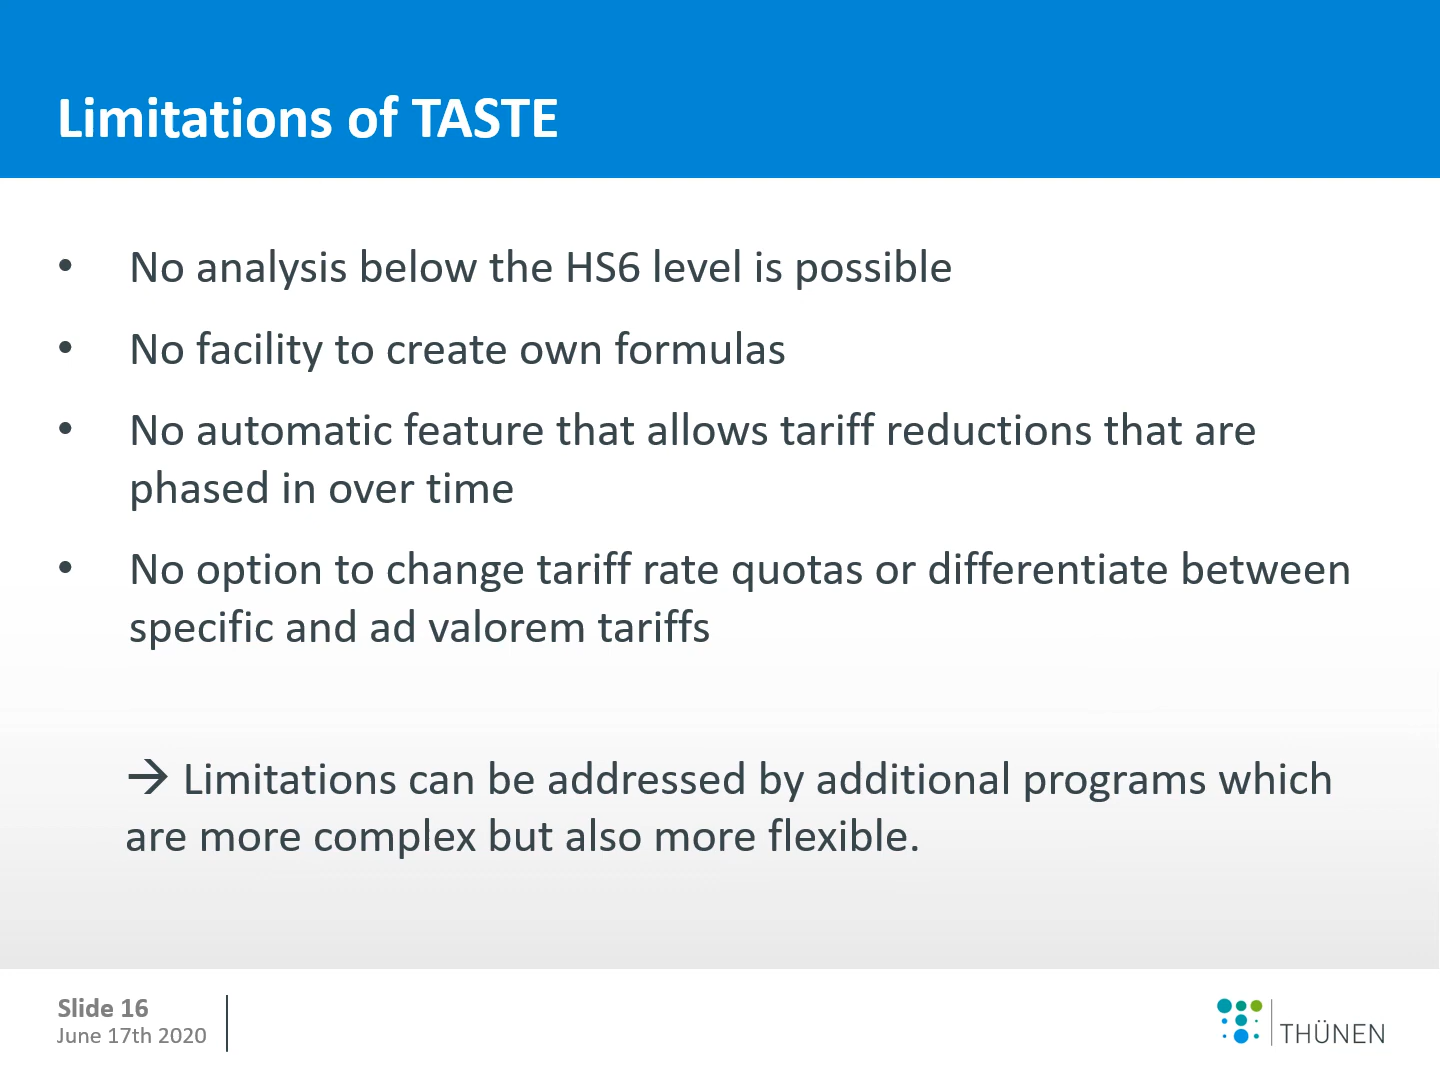 Limitations of TASTE
• No analysis below the HS6 level is possible
• No facility to create own formulas
• No automatic feature that allows tariff reductions that are
phased in over time
• No option to change tariff rate quotas or differentiate between
specific and ad valorem tariffs
→ Limitations can be addressed by additional programs which
are more complex but also more flexible.
Slide 16
June 17th 2020
THÜNEN